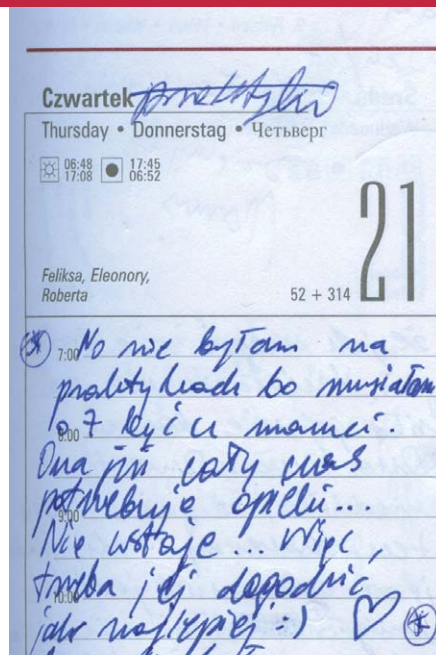 Czwartek praktyki
Thursday • Donnerstag • Четьверг
06:48 17:45
17:08 06:52
21
Feliksa, Eleonory,
Roberta
52 + 314
7:00 No nie byłam na
praktykach bo musiałam
8:00 o 7 być u mamci.
Ona już cały czas
9:00 potrzebuje opieki...
Nie wstaje... Więc,
10:00 trzeba jej dogodzić
jak najlepiej :) ♡